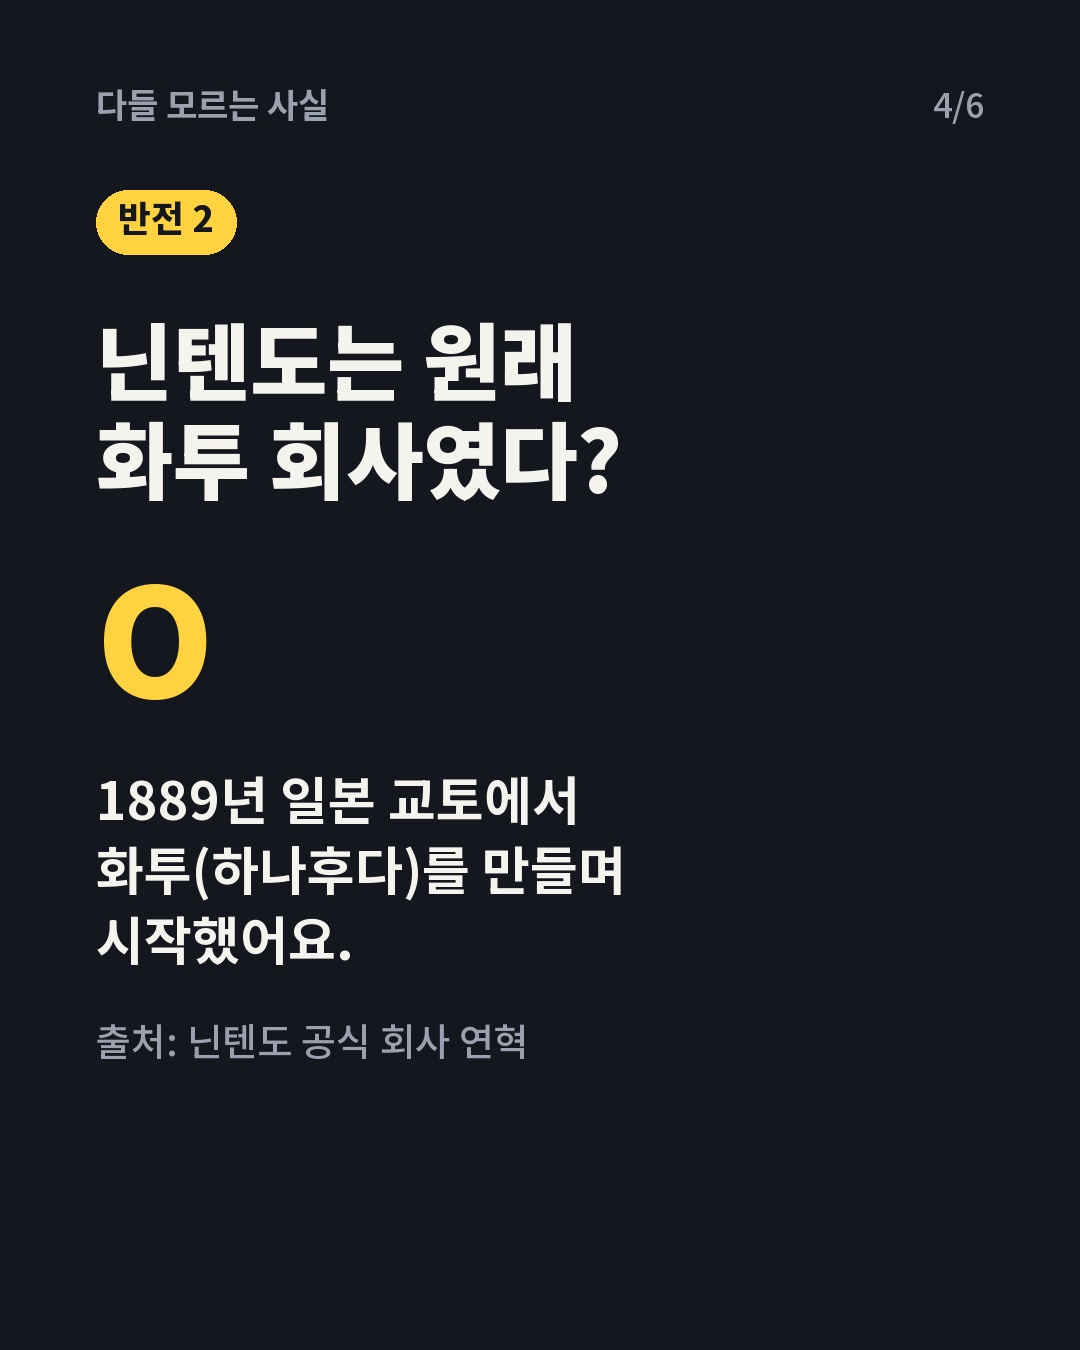 다들 모르는 사실
4/6
반전 2
닌텐도는 원래
화투 회사였다?
O
1889년 일본 교토에서
화투(하나후다)를 만들며
시작했어요.
출처: 닌텐도 공식 회사 연혁